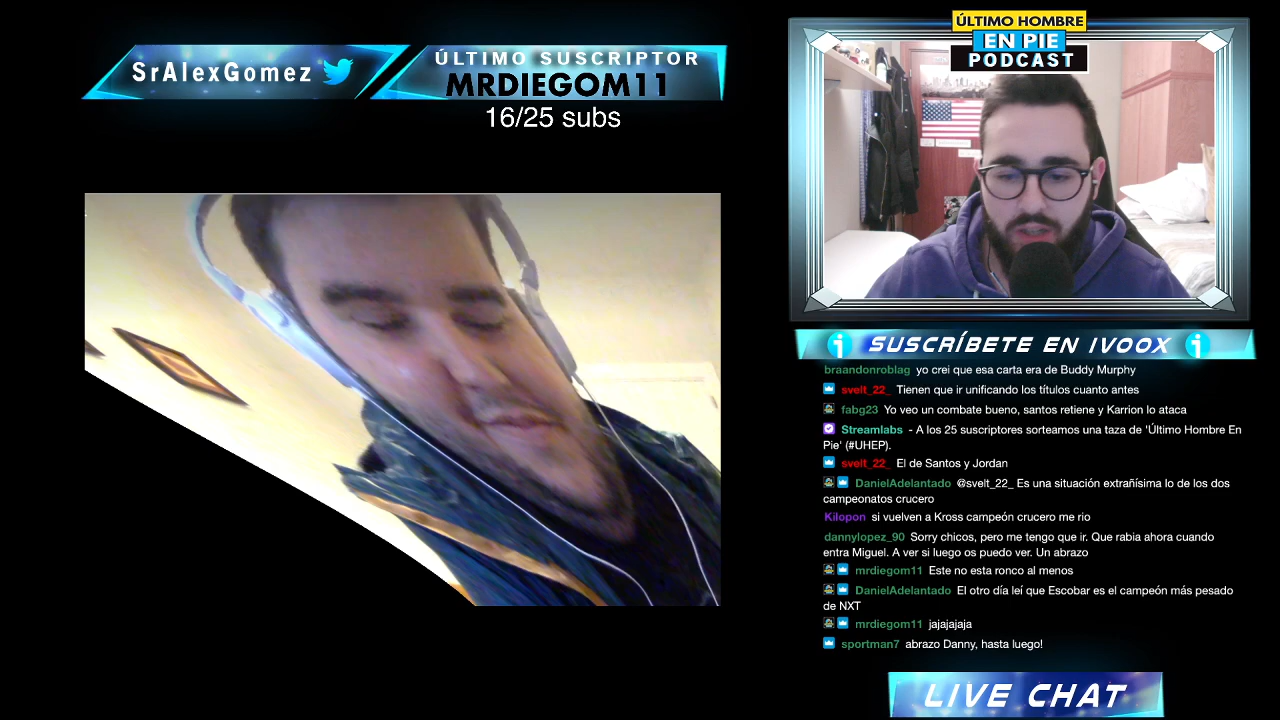 SrAlexGomez
ÚLTIMO SUSCRIPTOR
MRDIEGOM11
16/25 subs
ÚLTIMO HOMBRE
EN PIE
PODCAST
SUSCRÍBETE EN IVOOX
braandonroblag yo crei que esa carta era de Buddy Murphy
svelt_22_ Tienen que ir unificando los títulos cuanto antes
fabg23 Yo veo un combate bueno, santos retiene y Karrion lo ataca
Streamlabs - A los 25 suscriptores sorteamos una taza de 'Último Hombre En
Pie' (#UHEP).
svelt_22_ El de Santos y Jordan
DanielAdelantado @svelt_22_ Es una situación extrañísima lo de los dos
campeonatos crucero
Kilopon si vuelven a Kross campeón crucero me rio
dannylopez_90 Sorry chicos, pero me tengo que ir. Que rabia ahora cuando
entra Miguel. A ver si luego os puedo ver. Un abrazo
mrdiegom11 Este no esta ronco al menos
DanielAdelantado El otro día leí que Escobar es el campeón más pesado
de NXT
mrdiegom11 jajajajaja
sportman7 abrazo Danny, hasta luego!
LIVE CHAT